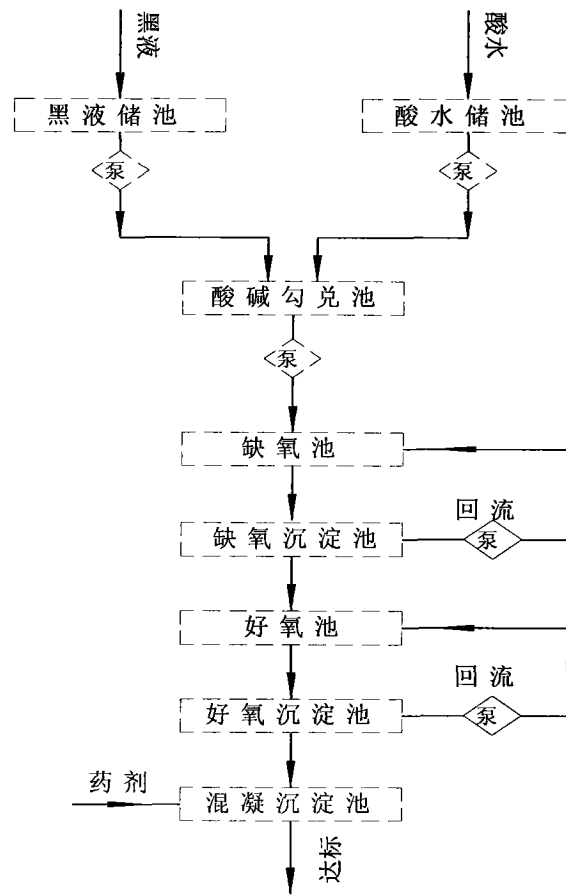 黑液
酸水
黑液储池
酸水储池
泵
泵
酸碱勾兑池
泵
缺氧池
回流
缺氧沉淀池
泵
好氧池
回流
好氧沉淀池
泵
药剂
混凝沉淀池
达标